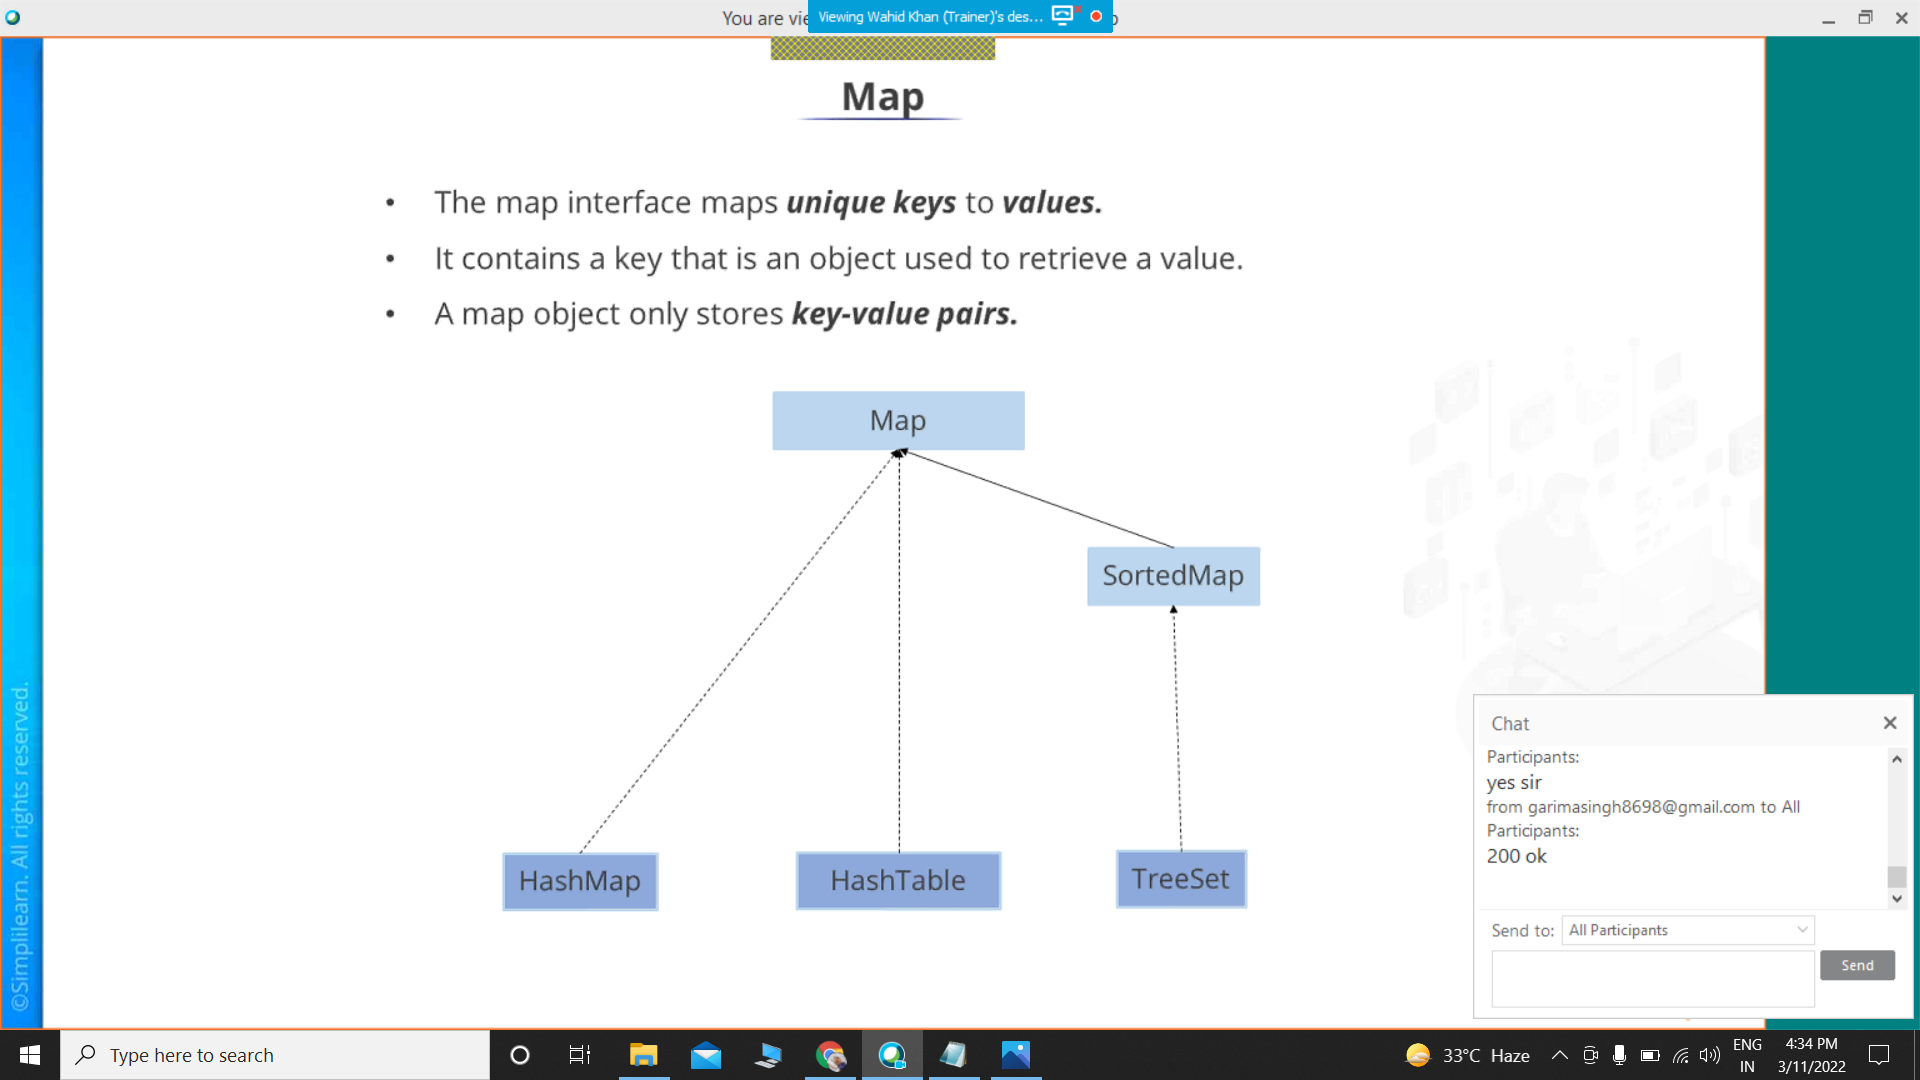 You are vie
Viewing Wahid Khan (Trainer)'s des...
Map
• The map interface maps unique keys to values.
• It contains a key that is an object used to retrieve a value.
• A map object only stores key-value pairs.
Map
SortedMap
HashMap
HashTable
TreeSet
©Simplilearn. All rights reserved.
Chat
Participants:
yes sir
from garimasingh8698@gmail.com to All
Participants:
200 ok
Send to: All Participants
Send
Type here to search
33°C Haze
ENG
IN
4:34 PM
3/11/2022